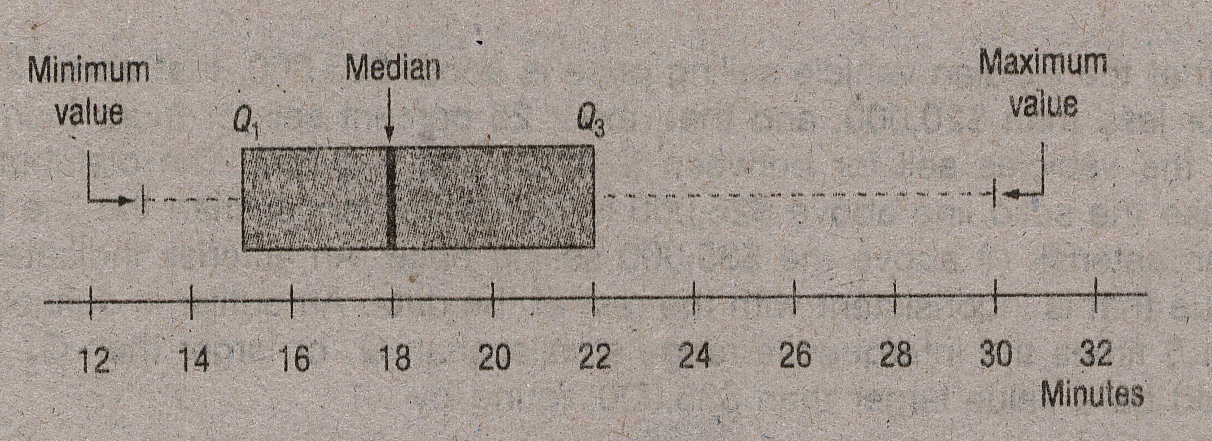 Minimum
value
Median
Maximum
value
Q1
Q3
12 14 16 18 20 22 24 26 28 30 32
Minutes